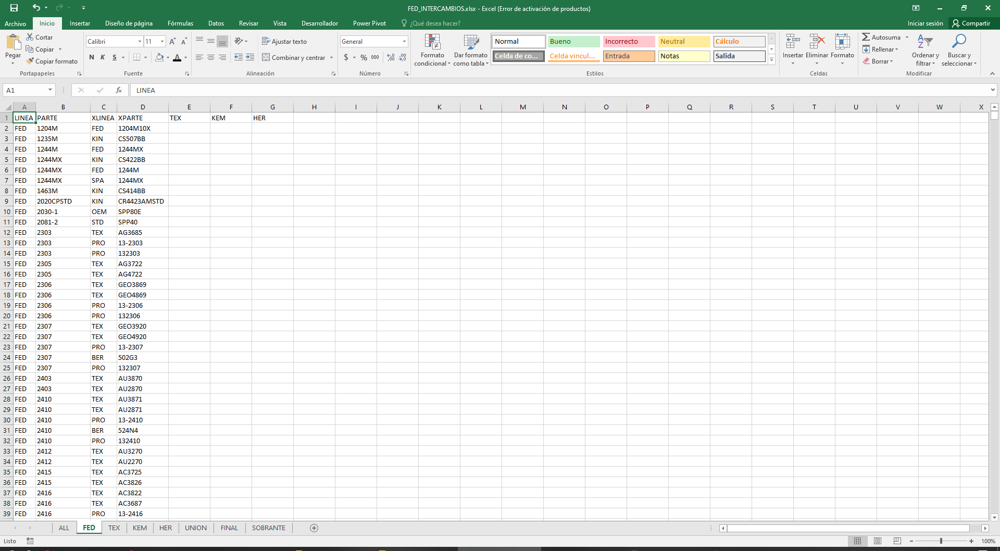 FED_INTERCAMBIOS.xlsx - Excel (Error de activación de productos)
Archivo Inicio Insertar Diseño de página Fórmulas Datos Revisar Vista Desarrollador Power Pivot ¿Qué desea hacer? Iniciar sesión Compartir
Pegar
Cortar
Copiar
Copiar formato
Portapapeles
Calibri 11
N K S
Fuente
Ajustar texto
Combinar y centrar
Alineación
General
$ % 000
Número
Formato condicional
Dar formato como tabla
Normal Bueno Incorrecto Neutral Cálculo
Celda de co... Celda vincul... Entrada Notas Salida
Estilos
Insertar Eliminar Formato
Celdas
Autosuma
Rellenar
Borrar
Ordenar y filtrar
Buscar y seleccionar
Modificar
A1 fx LINEA
A B C D E F G H I J K L M N O P Q R S T U V W X
1 LINEA PARTE XLINEA XPARTE TEX KEM HER
2 FED 1204M FED 1204M10X
3 FED 1235M KIN CS507BB
4 FED 1244M FED 1244MX
5 FED 1244MX KIN CS422BB
6 FED 1244MX FED 1244M
7 FED 1244MX SPA 1244MX
8 FED 1463M KIN CS414BB
9 FED 2020CPSTD KIN CR4423AMSTD
10 FED 2030-1 OEM SPP80E
11 FED 2081-2 STD SPP40
12 FED 2303 TEX AG3685
13 FED 2303 PRO 13-2303
14 FED 2303 PRO 132303
15 FED 2305 TEX AG3722
16 FED 2305 TEX AG4722
17 FED 2306 TEX GEO3869
18 FED 2306 TEX GEO4869
19 FED 2306 PRO 13-2306
20 FED 2306 PRO 132306
21 FED 2307 TEX GEO3920
22 FED 2307 TEX GEO4920
23 FED 2307 PRO 13-2307
24 FED 2307 BER 502G3
25 FED 2307 PRO 132307
26 FED 2403 TEX AU3870
27 FED 2403 TEX AU2870
28 FED 2410 TEX AU3871
29 FED 2410 TEX AU2871
30 FED 2410 PRO 13-2410
31 FED 2410 BER 524N4
32 FED 2410 PRO 132410
33 FED 2412 TEX AU3270
34 FED 2412 TEX AU2270
35 FED 2415 TEX AC3725
36 FED 2415 TEX AC3826
37 FED 2416 TEX AC3822
38 FED 2416 TEX AC3687
39 FED 2416 PRO 13-2416
ALL FED TEX KEM HER UNION FINAL SOBRANTE
Listo 100%